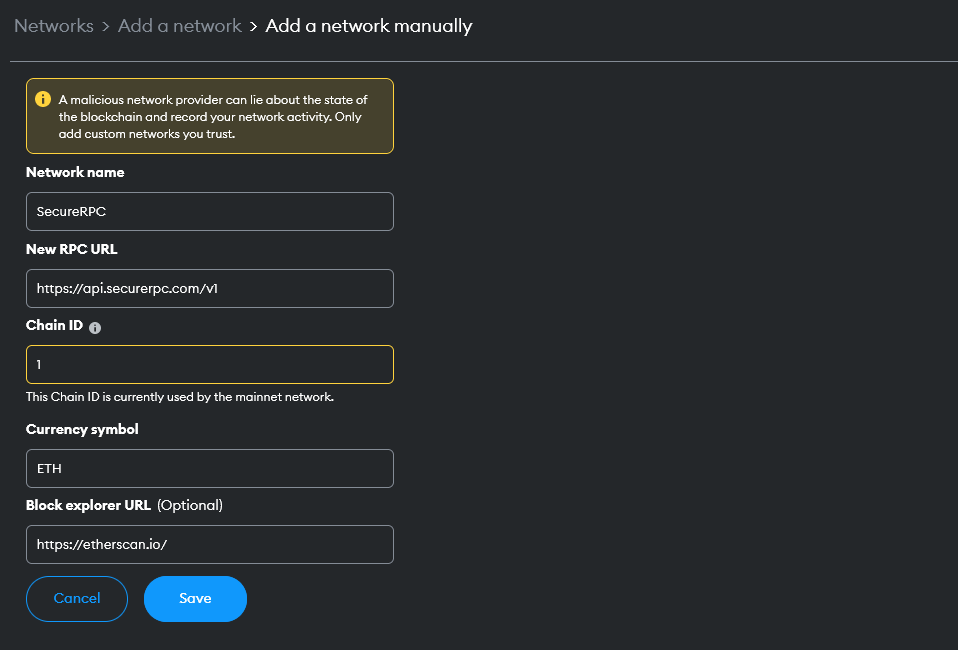 Networks > Add a network > Add a network manually
A malicious network provider can lie about the state of
the blockchain and record your network activity. Only
add custom networks you trust.
Network name
SecureRPC
New RPC URL
https://api.securerpc.com/v1
Chain ID
1
This Chain ID is currently used by the mainnet network.
Currency symbol
ETH
Block explorer URL (Optional)
https://etherscan.io/
Cancel Save